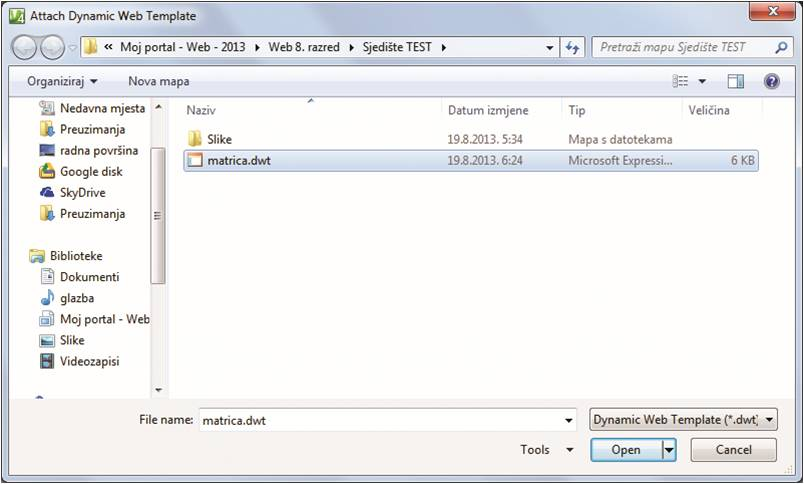 Attach Dynamic Web Template
« Moj portal - Web - 2013 Web 8. razred Sjedište TEST Pretraži mapu Sjedište TEST
Organiziraj Nova mapa
Nedavna mjesta
Preuzimanja
radna površina
Google disk
SkyDrive
Preuzimanja
Biblioteke
Dokumenti
glazba
Moj portal - Web
Slike
Videozapisi
Naziv Datum izmjene Tip Veličina
Slike 19.8.2013. 5:34 Mapa s datotekama
matrica.dwt 19.8.2013. 6:24 Microsoft Expressi... 6 KB
File name: matrica.dwt Dynamic Web Template (*.dwt)
Tools Open Cancel